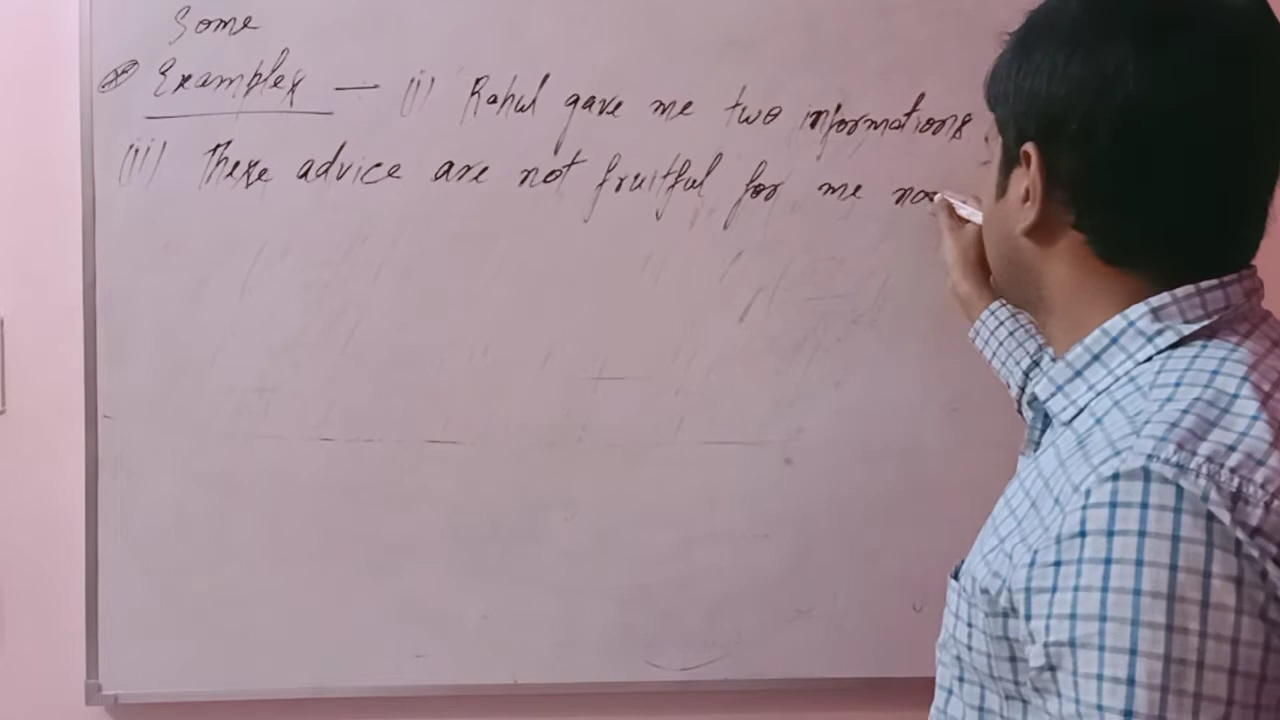 Some
Examples — (i) Rahul gave me two informations.
(ii) These advice are not fruitful for me